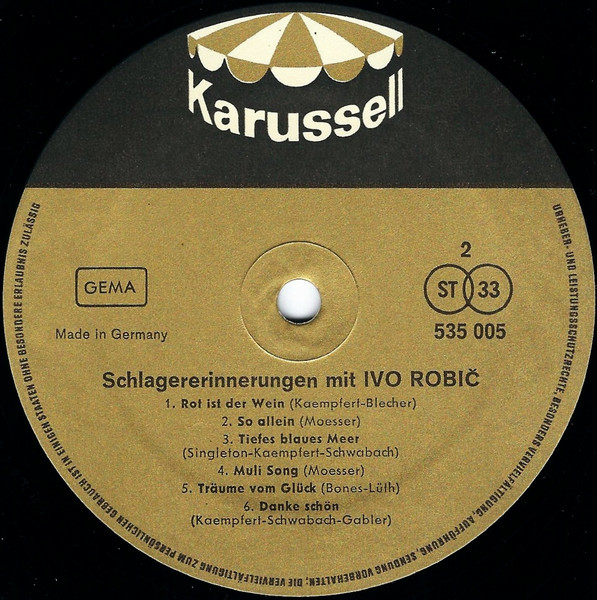 Karussell
GEMA
Made in Germany
2
ST 33
535 005
Schlagererinnerungen mit IVO ROBIČ
1. Rot ist der Wein (Kaempfert-Blecher)
2. So allein (Moesser)
3. Tiefes blaues Meer
(Singleton-Kaempfert-Schwabach)
4. Muli Song (Moesser)
5. Träume vom Glück (Bones-Lüth)
6. Danke schön
(Kaempfert-Schwabach-Gabler)
URHEBER- UND LEISTUNGSSCHUTZRECHTE, BESONDERS VERVIELFÄLTIGUNG, AUFFÜHRUNG, SENDUNG VORBEHALTEN; DIE VERVIELFÄLTIGUNG ZUM PERSÖNLICHEN GEBRAUCH IST IN EINIGEN STAATEN OHNE BESONDERE ERLAUBNIS ZULÄSSIG